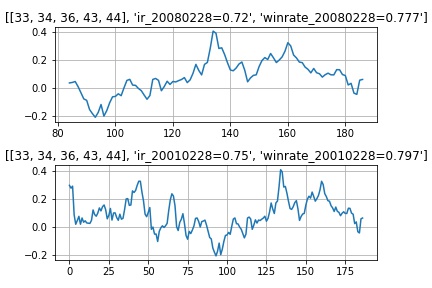 [[33, 34, 36, 43, 44], 'ir_20080228=0.72', 'winrate_20080228=0.777']
0.4
0.2
0.0
−0.2
80 100 120 140 160 180
[[33, 34, 36, 43, 44], 'ir_20010228=0.75', 'winrate_20010228=0.797']
0.4
0.2
0.0
−0.2
0 25 50 75 100 125 150 175